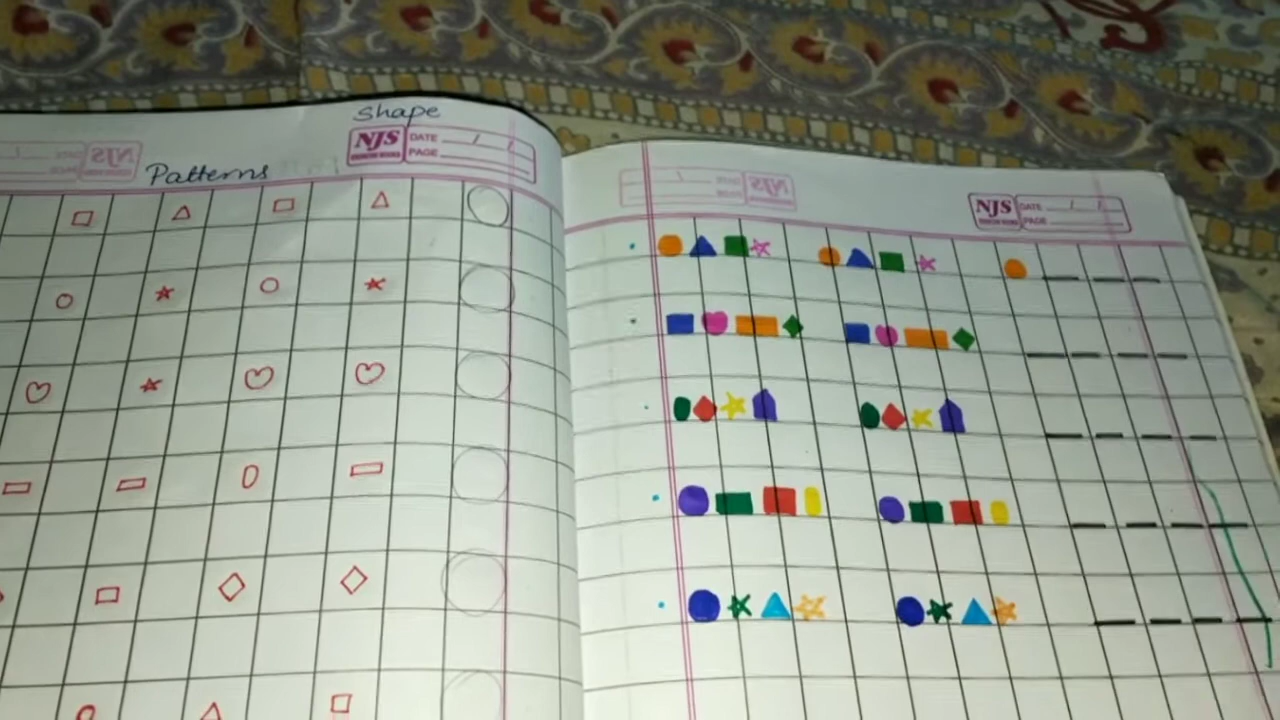 Shape
NJS
DATE
PAGE
Patterns
NJS
DATE
PAGE